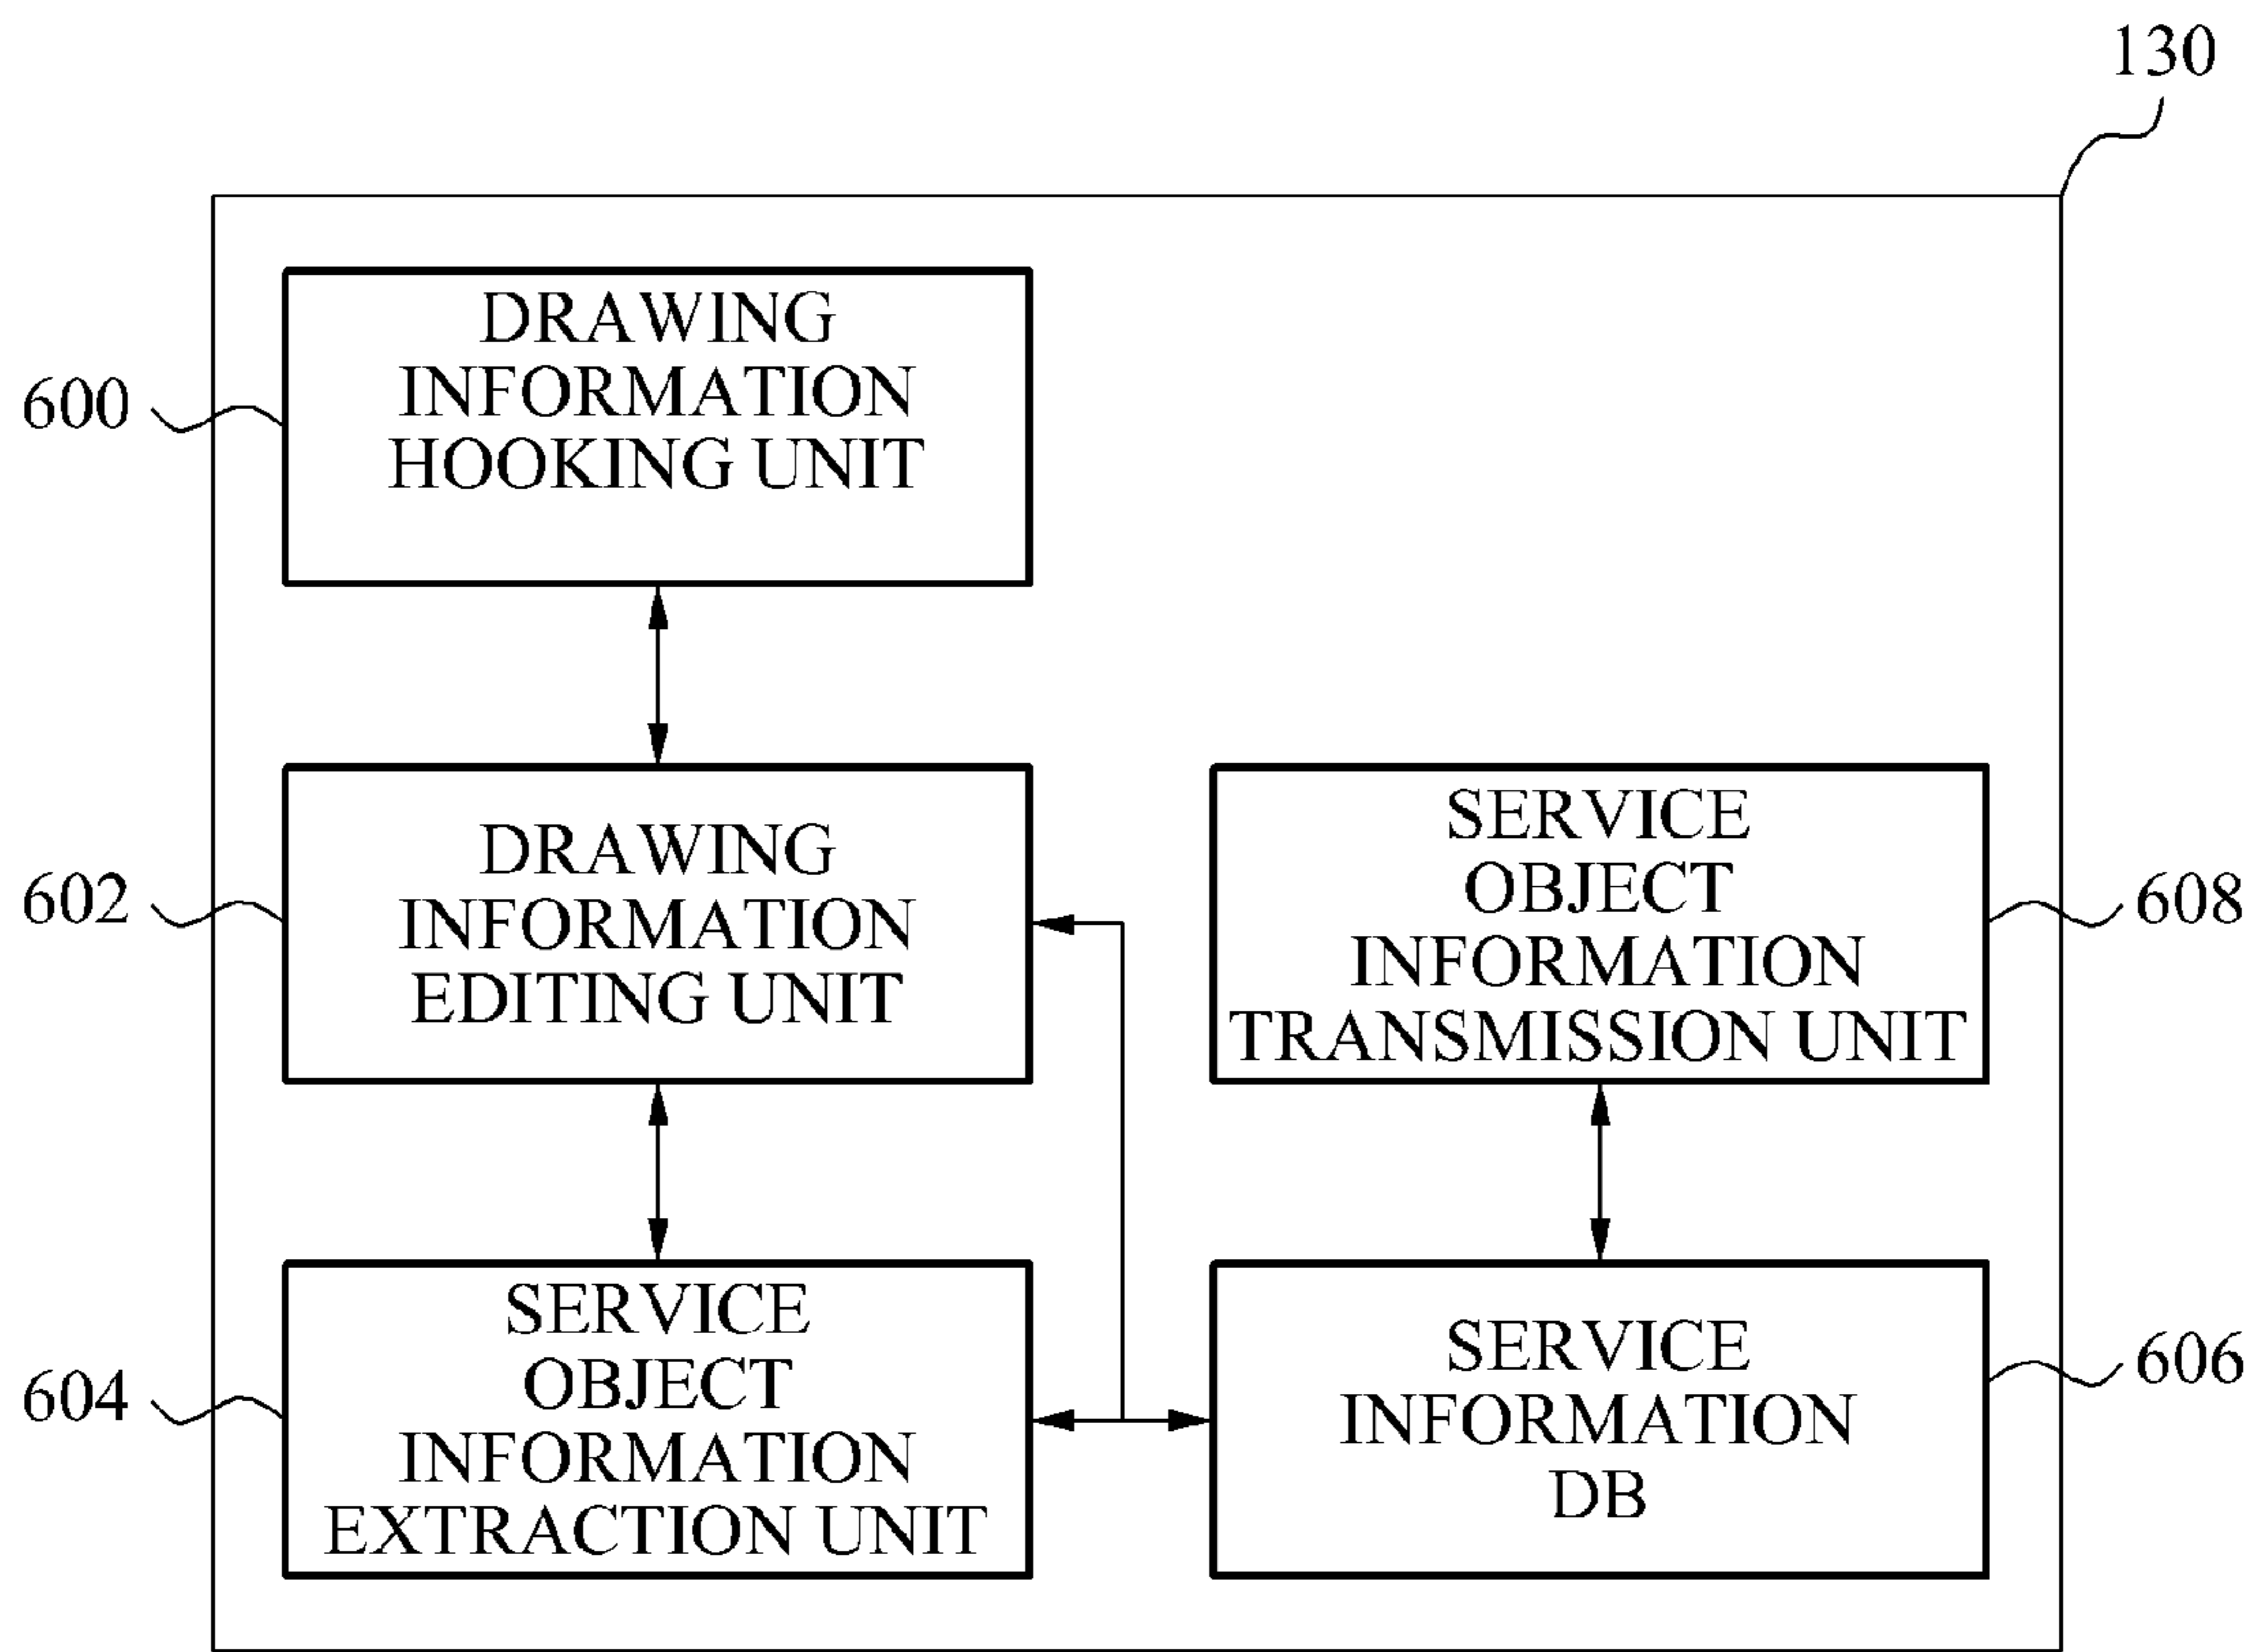 130
600
DRAWING
INFORMATION
HOOKING UNIT
602
DRAWING
INFORMATION
EDITING UNIT
SERVICE
OBJECT
INFORMATION
TRANSMISSION UNIT
608
604
SERVICE
OBJECT
INFORMATION
EXTRACTION UNIT
SERVICE
INFORMATION
DB
606